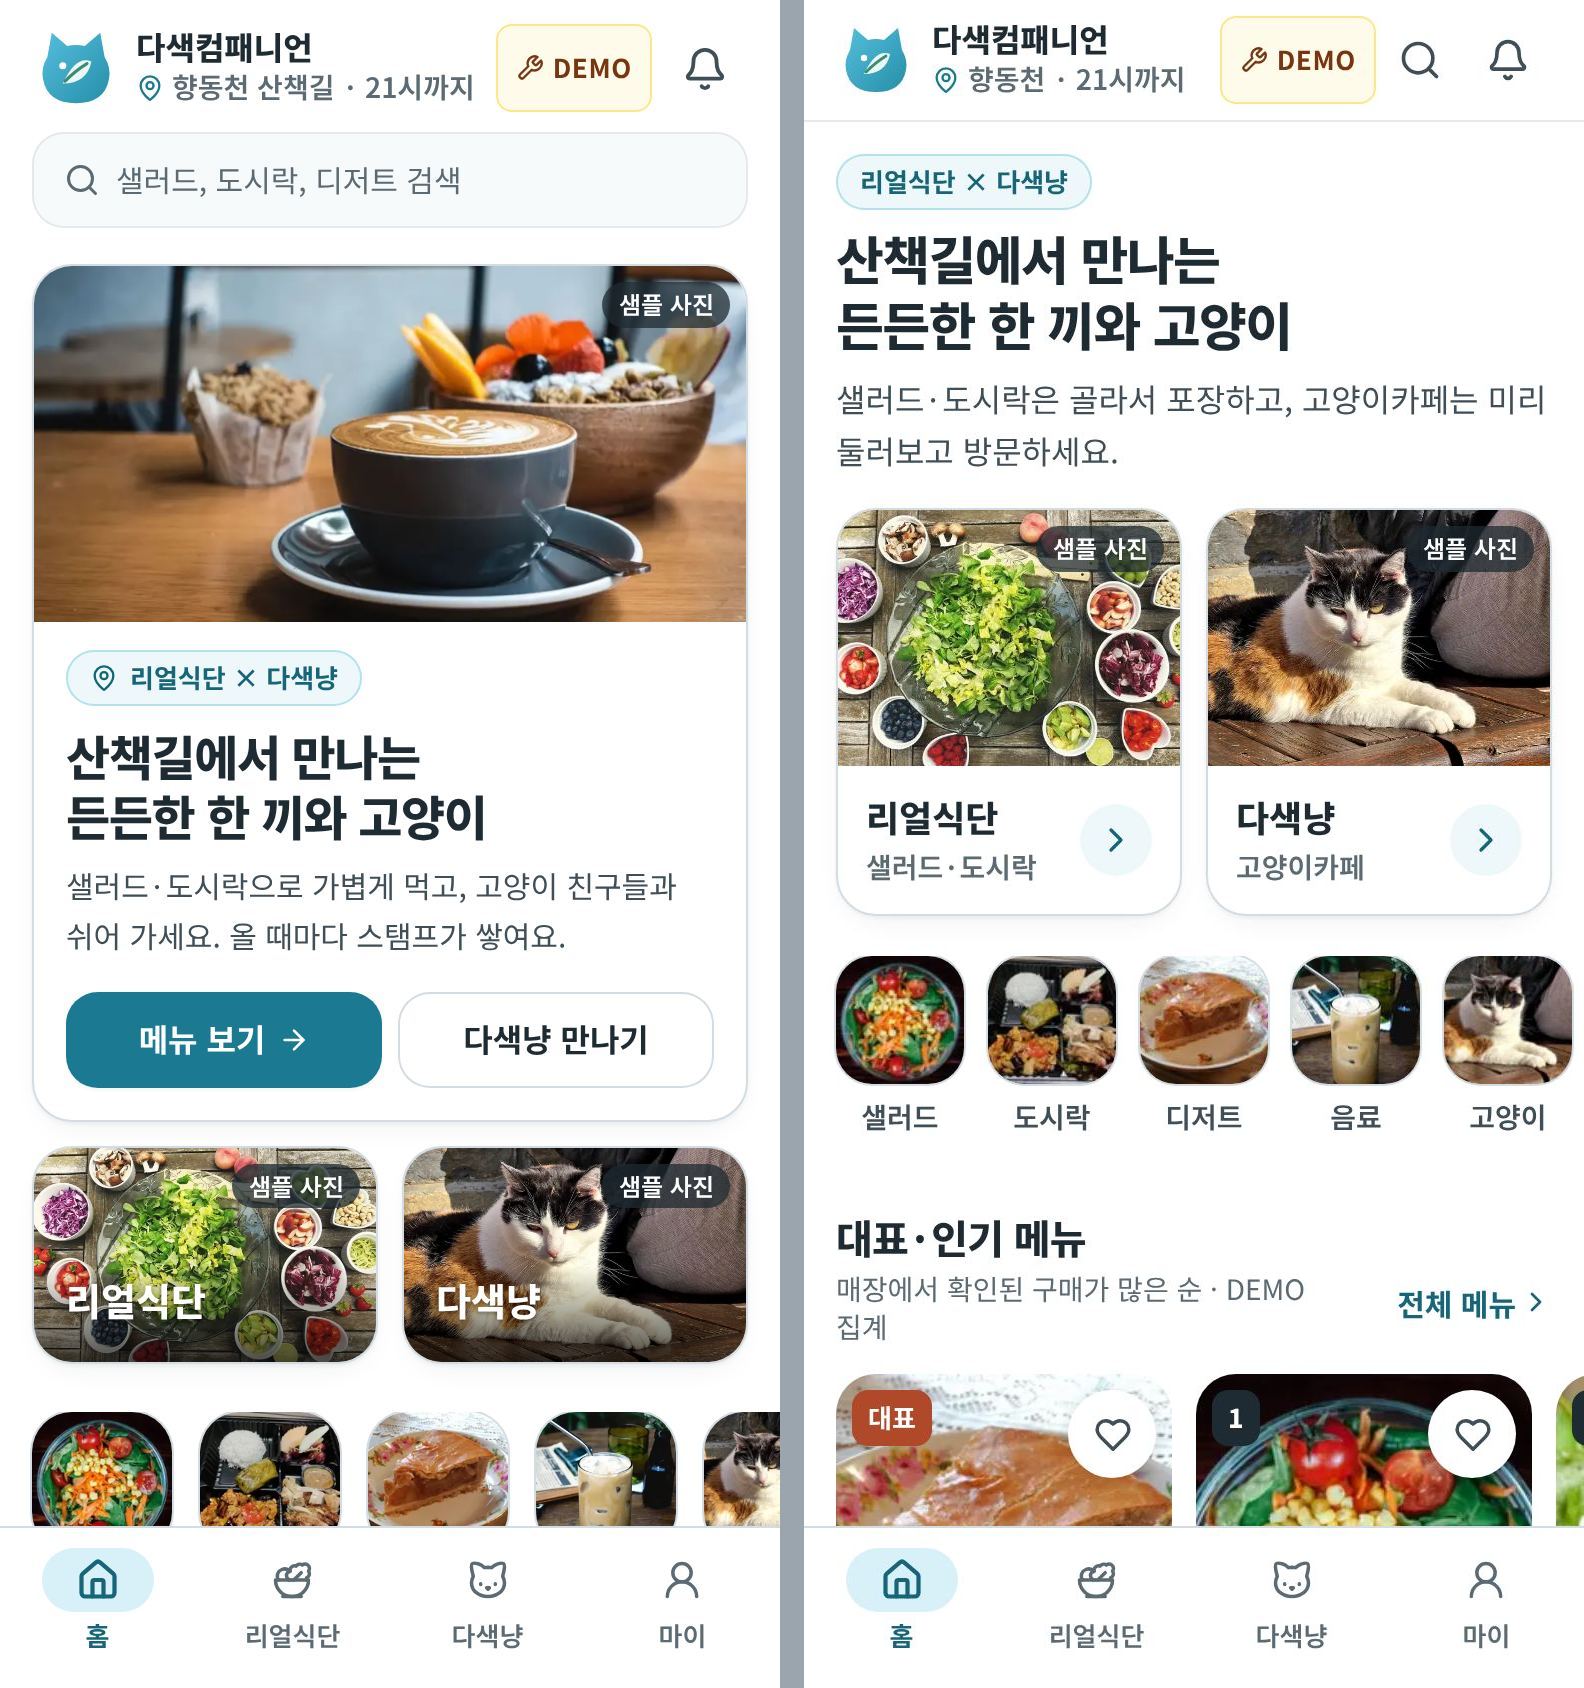 다색컴패니언
향동천 산책길 · 21시까지
DEMO
샐러드, 도시락, 디저트 검색
샘플 사진
리얼식단 × 다색냥
산책길에서 만나는
든든한 한 끼와 고양이
샐러드·도시락으로 가볍게 먹고, 고양이 친구들과
쉬어 가세요. 올 때마다 스탬프가 쌓여요.
메뉴 보기
다색냥 만나기
샘플 사진
리얼식단
샘플 사진
다색냥
홈
리얼식단
다색냥
마이
다색컴패니언
향동천 · 21시까지
DEMO
리얼식단 × 다색냥
산책길에서 만나는
든든한 한 끼와 고양이
샐러드·도시락은 골라서 포장하고, 고양이카페는 미리
둘러보고 방문하세요.
샘플 사진
리얼식단
샐러드·도시락
샘플 사진
다색냥
고양이카페
샐러드
도시락
디저트
음료
고양이
대표·인기 메뉴
매장에서 확인된 구매가 많은 순 · DEMO
집계
전체 메뉴
대표
1
홈
리얼식단
다색냥
마이